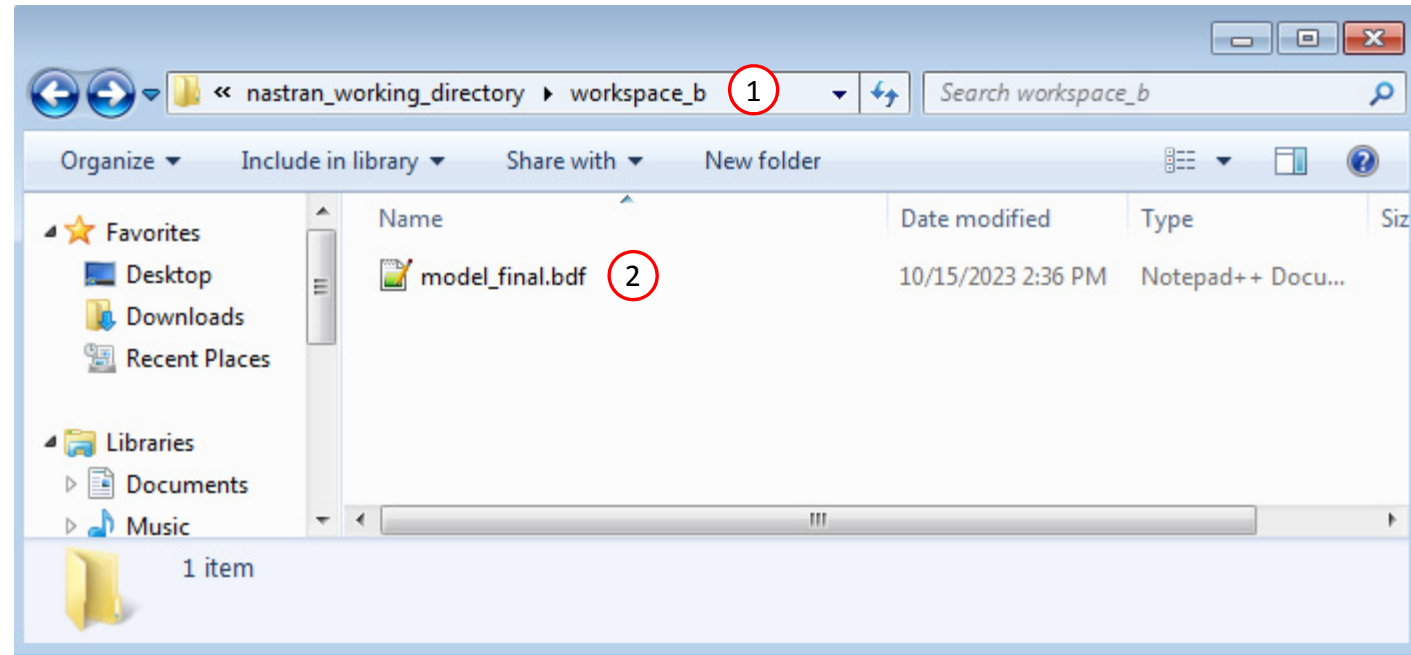 « nastran_working_directory ▸ workspace_b 1 Search workspace_b
Organize Include in library Share with New folder
Name Date modified Type Siz
Favorites
Desktop
Downloads
Recent Places
Libraries
Documents
Music
model_final.bdf 2 10/15/2023 2:36 PM Notepad++ Docu...
1 item